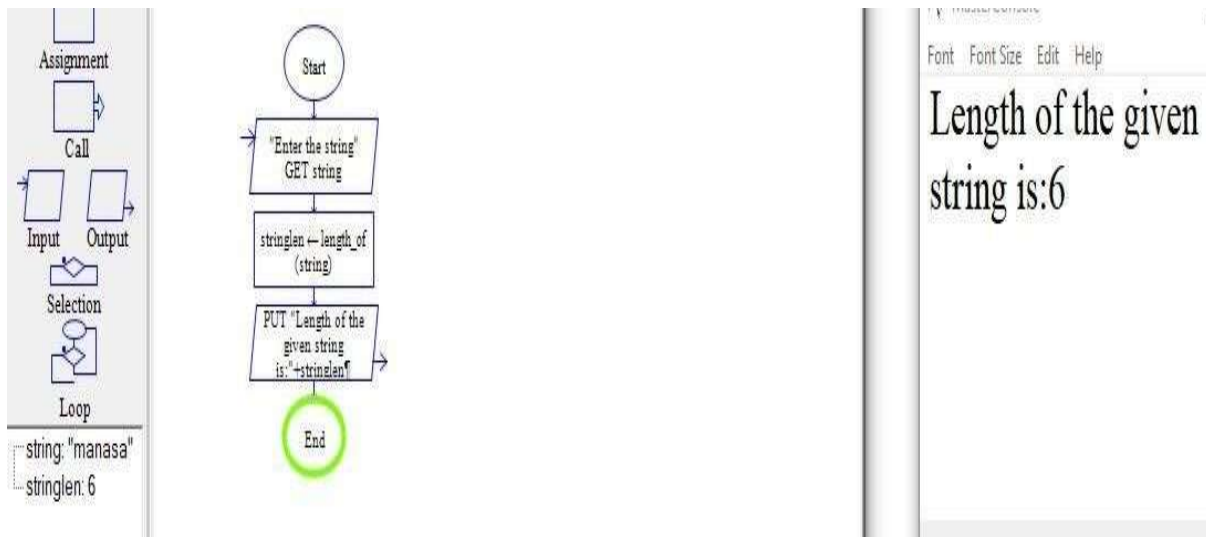 Assignment
Call
Input Output
Selection
Loop
string: "manasa"
stringlen: 6
Start
"Enter the string"
GET string
stringlen ← length_of
(string)
PUT "Length of the
given string
is:"+stringlen¶
End
Font Font Size Edit Help
Length of the given
string is:6